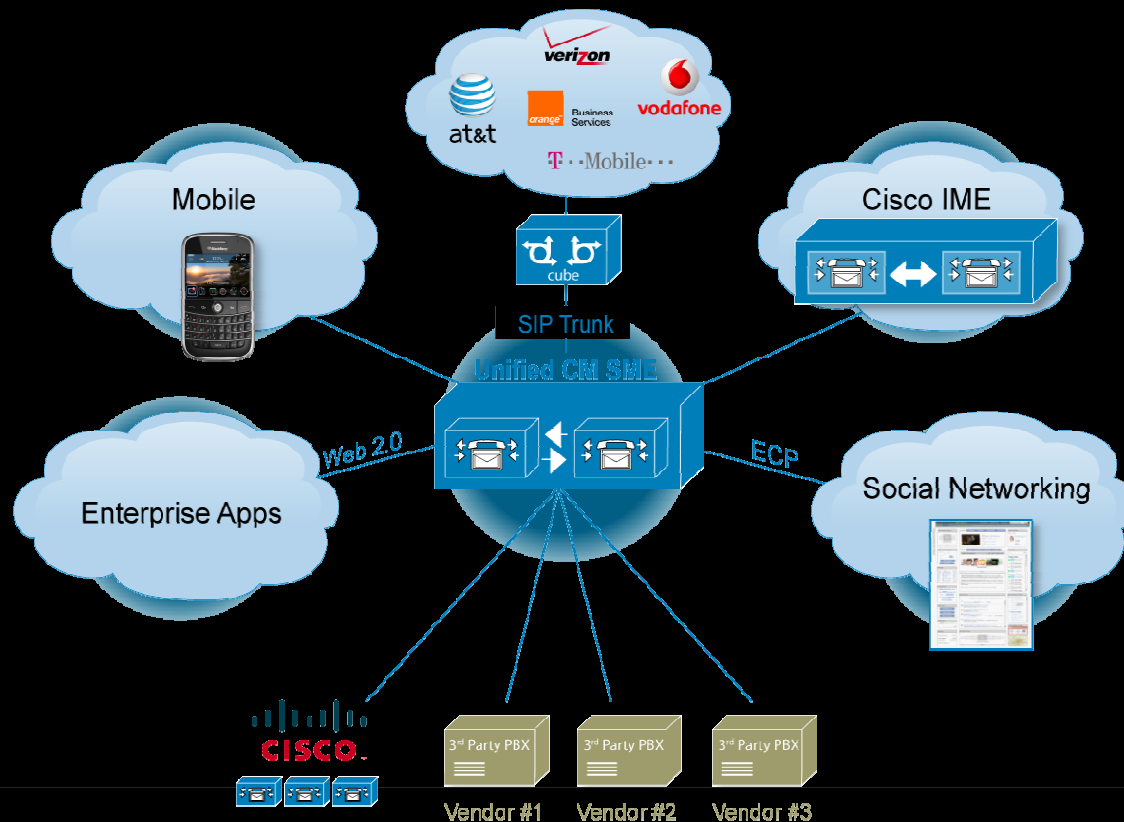 verizon
at&t
orange
Business
Services
vodafone
T··Mobile···
Mobile
BlackBerry
Cisco IME
cube
SIP Trunk
Unified CM SME
Web 2.0
ECP
Enterprise Apps
Social Networking
CISCO
3rd Party PBX
3rd Party PBX
3rd Party PBX
Vendor #1
Vendor #2
Vendor #3